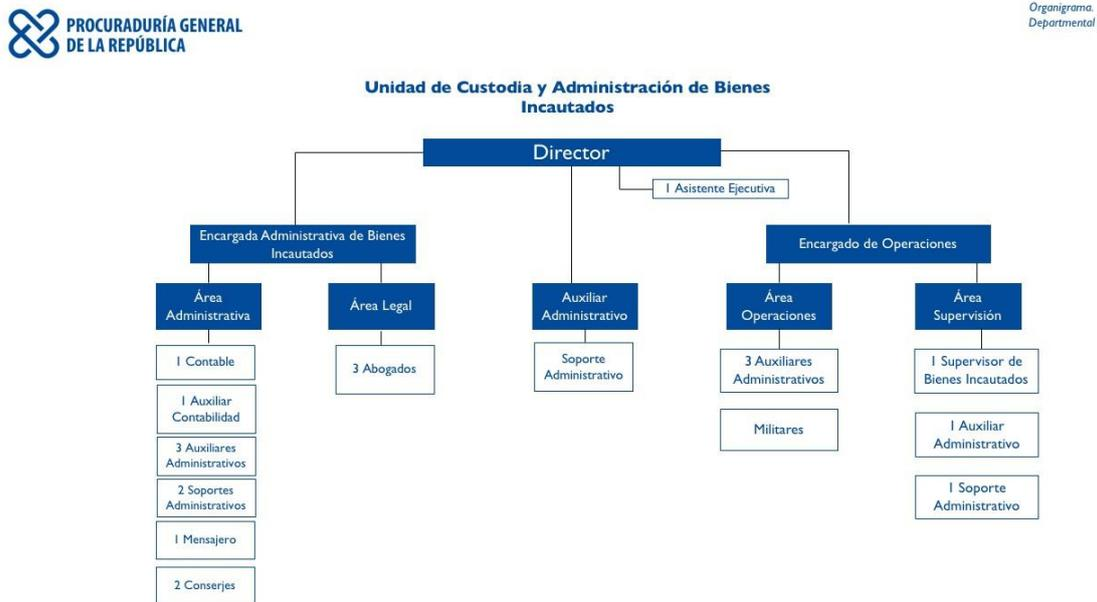 PROCURADURÍA GENERAL
DE LA REPÚBLICA
Organigrama.
Departmental
Unidad de Custodia y Administración de Bienes
Incautados
Director
1 Asistente Ejecutiva
Encargada Administrativa de Bienes
Incautados
Encargado de Operaciones
Área
Administrativa
Área Legal
Auxiliar
Administrativo
Área
Operaciones
Área
Supervisión
1 Contable
1 Auxiliar
Contabilidad
3 Auxiliares
Administrativos
2 Soportes
Administrativos
1 Mensajero
2 Conserjes
3 Abogados
Soporte
Administrativo
3 Auxiliares
Administrativos
Militares
1 Supervisor de
Bienes Incautados
1 Auxiliar
Administrativo
1 Soporte
Administrativo